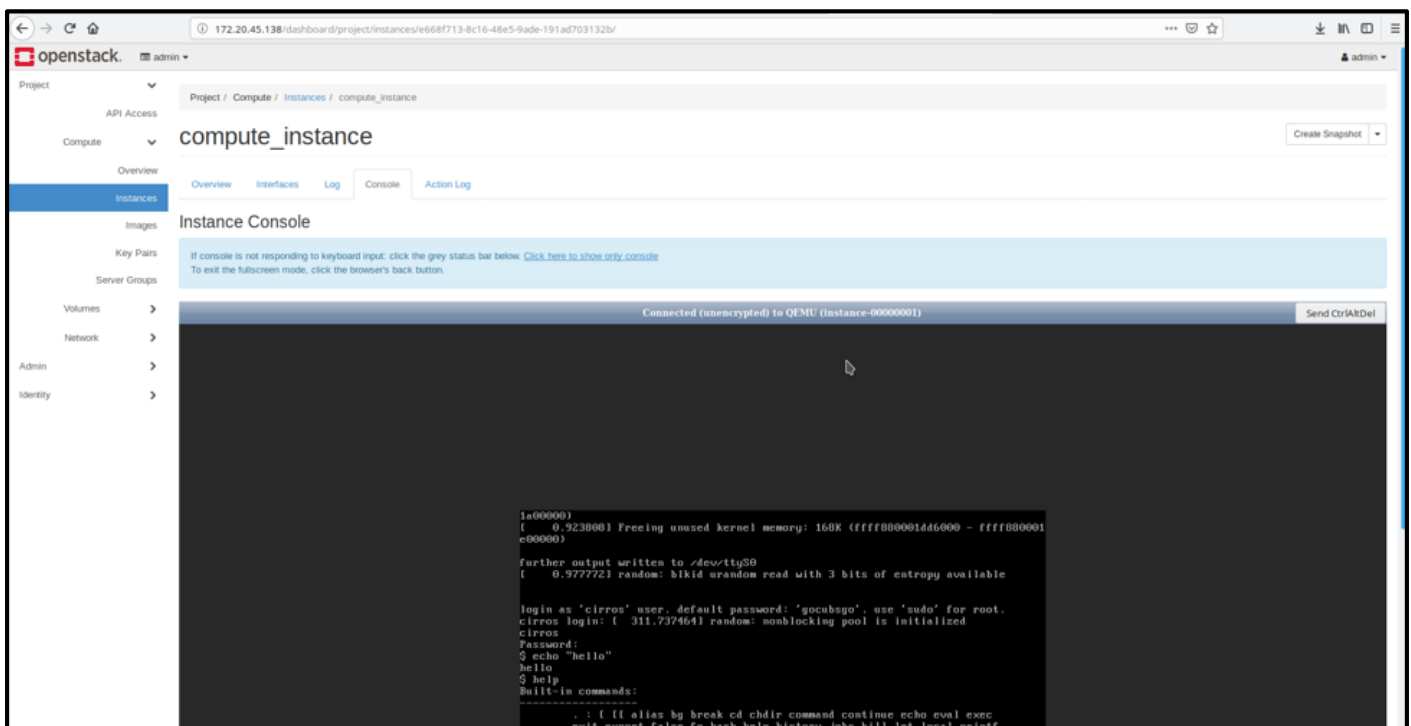 172.20.45.138/dashboard/project/instances/e668f713-8c16-48e5-9ade-191ad703132b/
openstack. admin
admin
Project
API Access
Compute
Overview
Instances
Images
Key Pairs
Server Groups
Volumes
Network
Admin
Identity
Project / Compute / Instances / compute_instance
compute_instance
Create Snapshot
Overview Interfaces Log Console Action Log
Instance Console
If console is not responding to keyboard input: click the grey status bar below. Click here to show only console
To exit the fullscreen mode, click the browser's back button.
Connected (unencrypted) to QEMU (instance-00000001)
Send CtrlAltDel
1a00000)
[    0.923808] Freeing unused kernel memory: 168K (ffff880001dd6000 - ffff880001
e00000)
further output written to /dev/ttyS0
[    0.977772] random: blkid urandom read with 3 bits of entropy available
login as 'cirros' user. default password: 'gocubsgo'. use 'sudo' for root.
cirros login: [  311.737464] random: nonblocking pool is initialized
cirros
Password:
$ echo "hello"
hello
$ help
Built-in commands:
------------------
. : [ [[ alias bg break cd chdir command continue echo eval exec